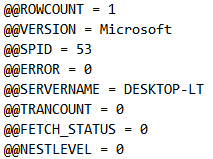 @@ROWCOUNT = 1
@@VERSION = Microsoft
@@SPID = 53
@@ERROR = 0
@@SERVERNAME = DESKTOP-LT
@@TRANCOUNT = 0
@@FETCH_STATUS = 0
@@NESTLEVEL = 0